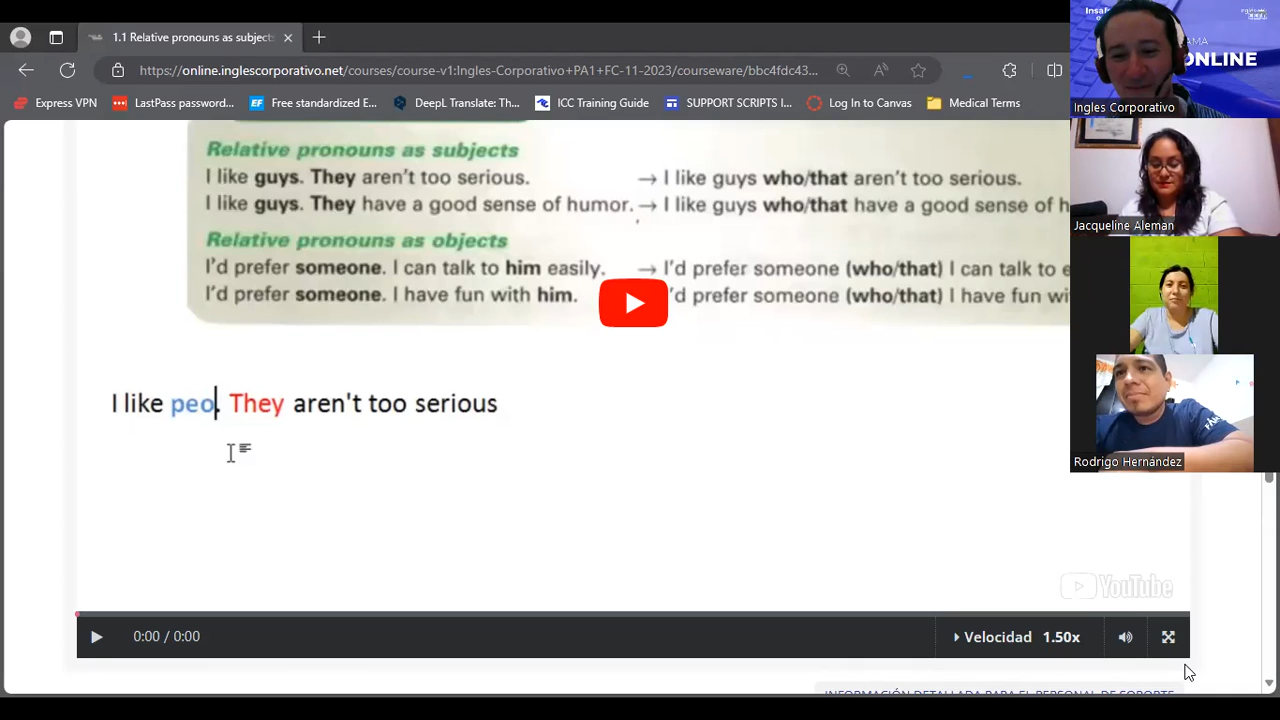 1.1 Relative pronouns as subject
https://online.inglescorporativo.net/courses/course-v1:Ingles-Corporativo+PA1+FC-11-2023/courseware/bbc4fdc43...
Express VPN
LastPass password...
EF Free standardized E...
DeepL Translate: Th...
ICC Training Guide
SUPPORT SCRIPTS I...
Log In to Canvas
Medical Terms
Relative pronouns as subjects
I like guys. They aren't too serious. → I like guys who/that aren't too serious.
I like guys. They have a good sense of humor. → I like guys who/that have a good sense of h
Relative pronouns as objects
I'd prefer someone. I can talk to him easily. → I'd prefer someone (who/that) I can talk to e
I'd prefer someone. I have fun with him. 'd prefer someone (who/that) I have fun wi
I like peo. They aren't too serious
YouTube
0:00 / 0:00
Velocidad 1.50x
INFORMACIÓN DETALLADA PARA EL PERSONAL DE SOPORTE
ONLINE
Ingles Corporativo
Jacqueline Aleman
Rodrigo Hernández